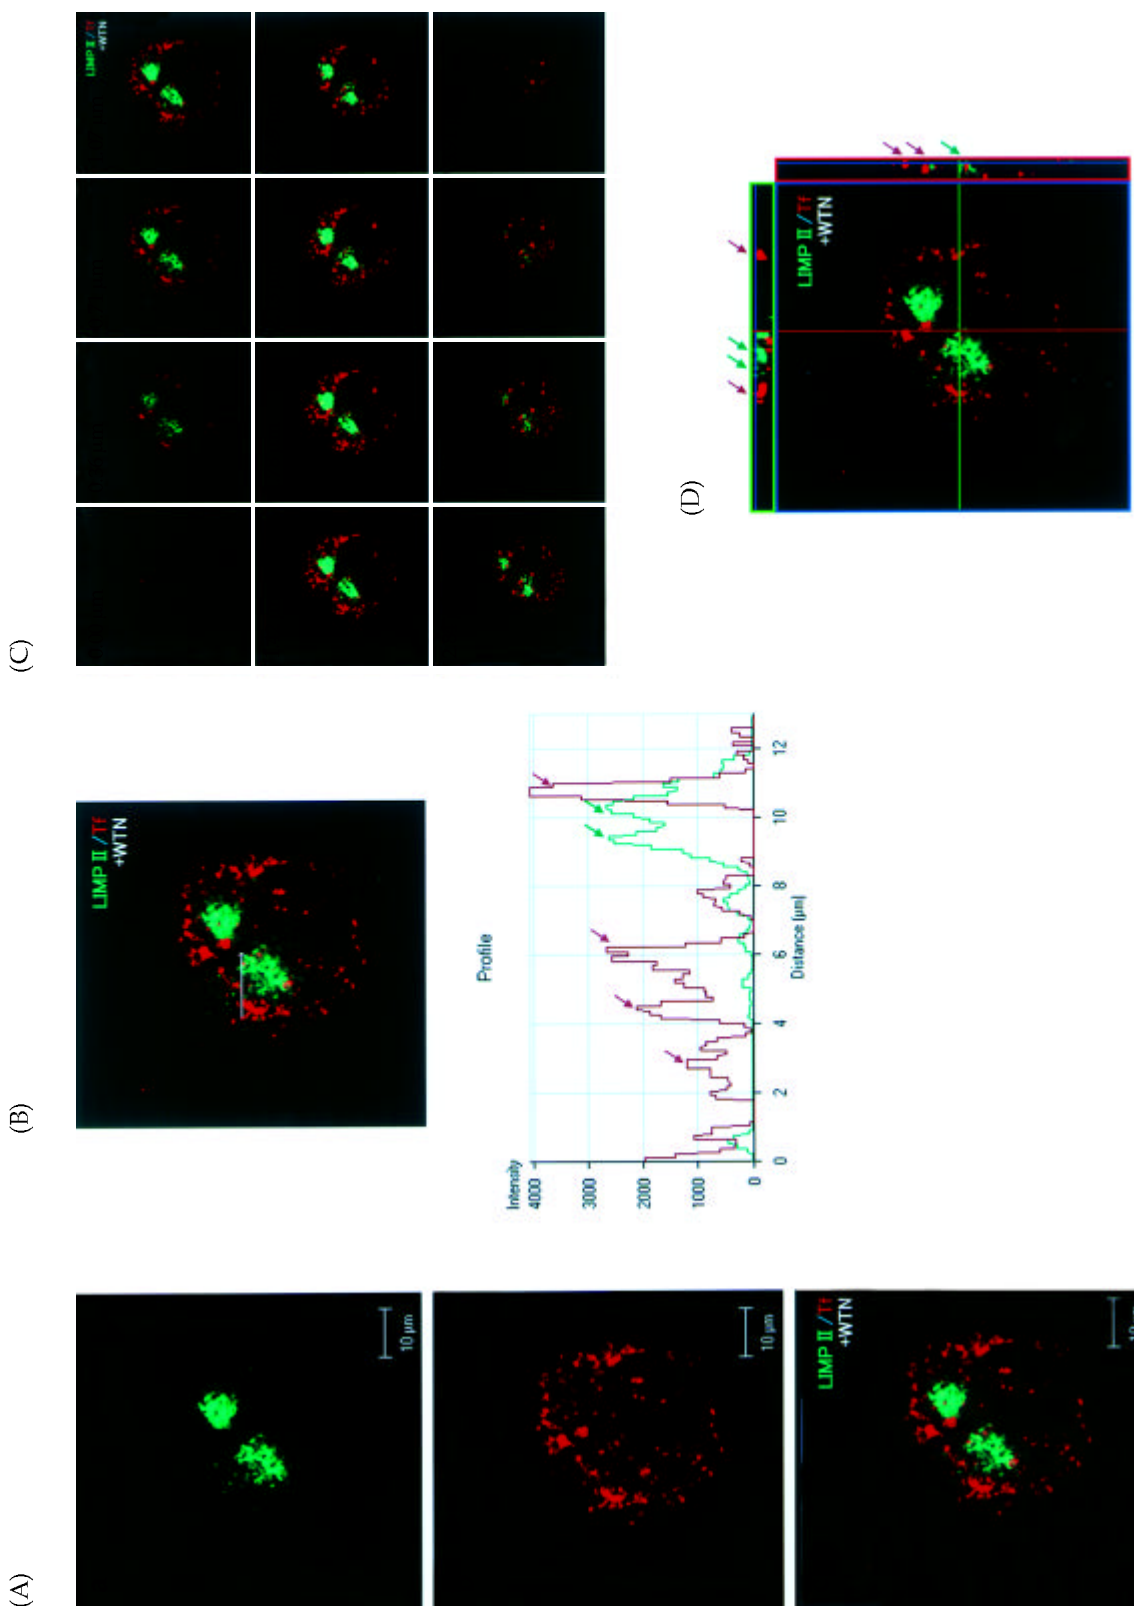 (A)
10 µm
10 µm
LIMP II/Tf
+WTN
(B)
LIMP II/Tf
+WTN
Profile
Intensity
4000
3000
2000
1000
0
0
2
4
6
8
10
12
Distance [µm]
(C)
LIMP II/Tf
+WTN
(D)
LIMP II/Tf
+WTN